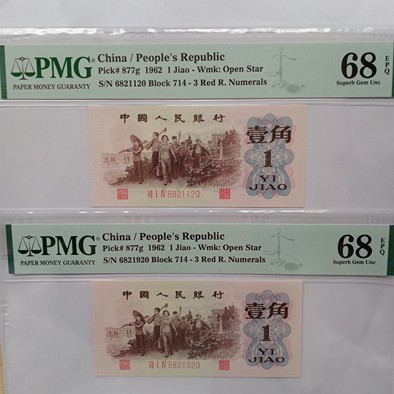 PMG
PAPER MONEY GUARANTY
China / People's Republic
Pick# 877g 1962 1 Jiao - Wmk: Open Star
S/N 6821120 Block 714 - 3 Red R. Numerals
68 EPQ
Superb Gem Unc
中國人民銀行
壹角
1
YI
JIAO
VII I IV 6821120
PMG
PAPER MONEY GUARANTY
China / People's Republic
Pick# 877g 1962 1 Jiao - Wmk: Open Star
S/N 6821920 Block 714 - 3 Red R. Numerals
68 EPQ
Superb Gem Unc
中國人民銀行
壹角
1
YI
JIAO
VII I IV 6821920